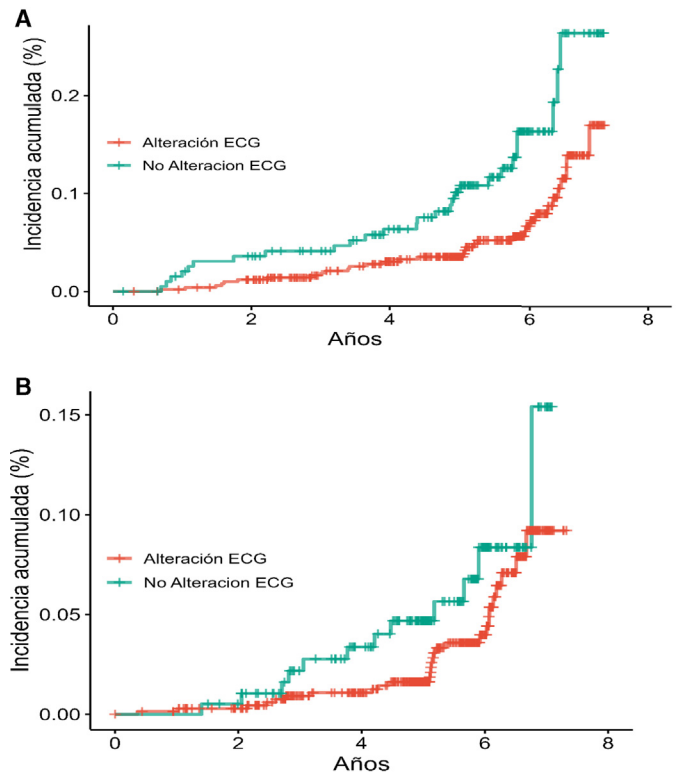 A
Incidencia acumulada (%)
0.2
0.1
0.0
Alteración ECG
No Alteracion ECG
0 2 4 6 8
Años
B
Incidencia acumulada (%)
0.15
0.10
0.05
0.00
Alteración ECG
No Alteracion ECG
0 2 4 6 8
Años